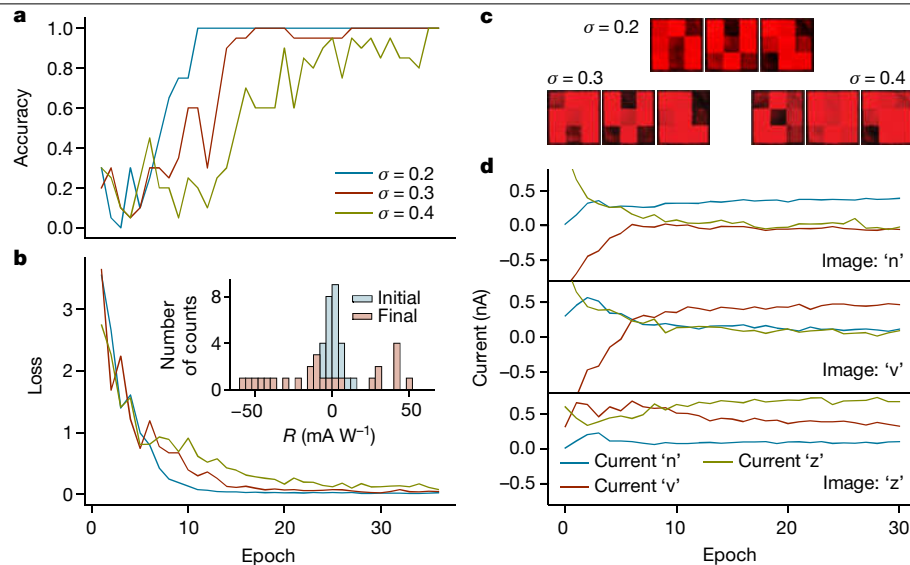 a
1.0
0.8
0.6
0.4
0.2
0.0
Accuracy
σ = 0.2
σ = 0.3
σ = 0.4
b
3
2
1
0
Loss
0
10
20
30
Epoch
8
4
0
Number
of counts
Initial
Final
−50
0
50
R (mA W−1)
c
σ = 0.2
σ = 0.3
σ = 0.4
d
0.5
0.0
−0.5
Image: ‘n’
0.5
0.0
−0.5
Image: ‘v’
0.5
0.0
−0.5
Current ‘n’
Current ‘z’
Current ‘v’
Image: ‘z’
Current (nA)
0
10
20
30
Epoch